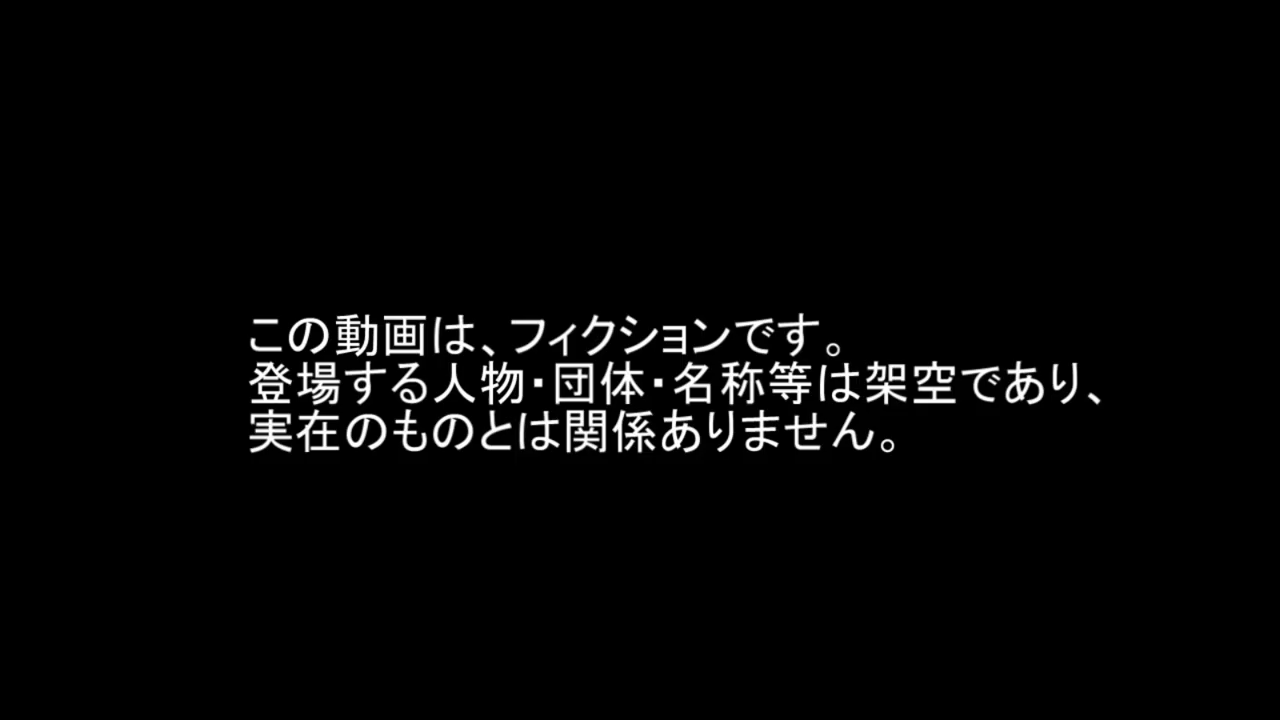 この動画は、フィクションです。
登場する人物・団体・名称等は架空であり、
実在のものとは関係ありません。